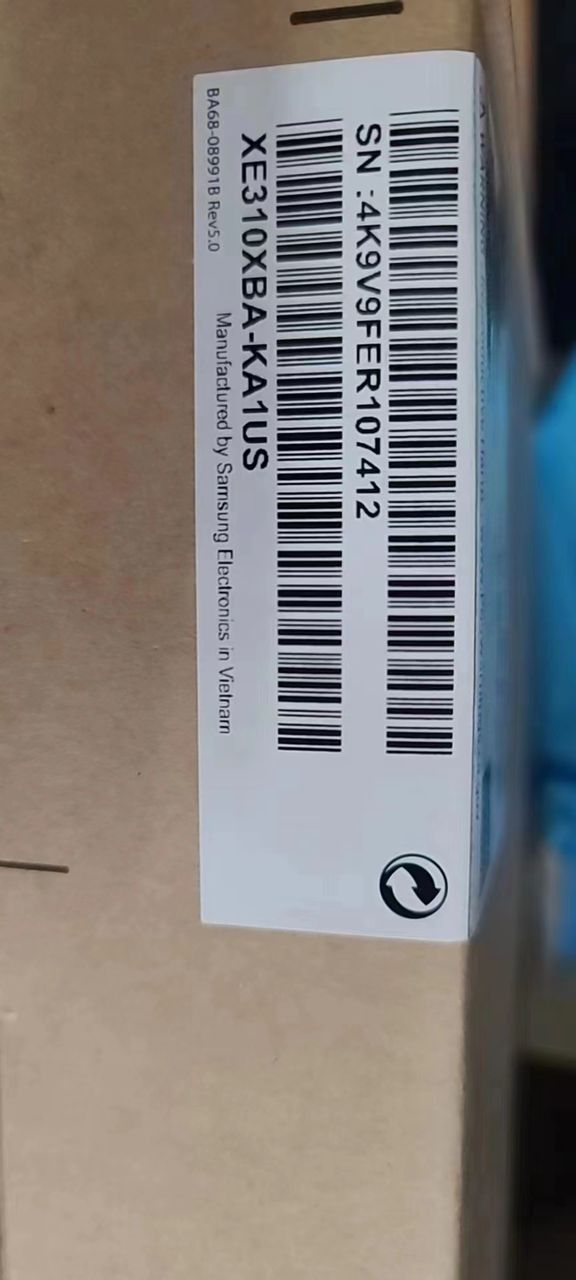 SN :4K9V9FER107412
XE310XBA-KA1US
BA68-08991B Rev5.0
Manufactured by Samsung Electronics in Vietnam